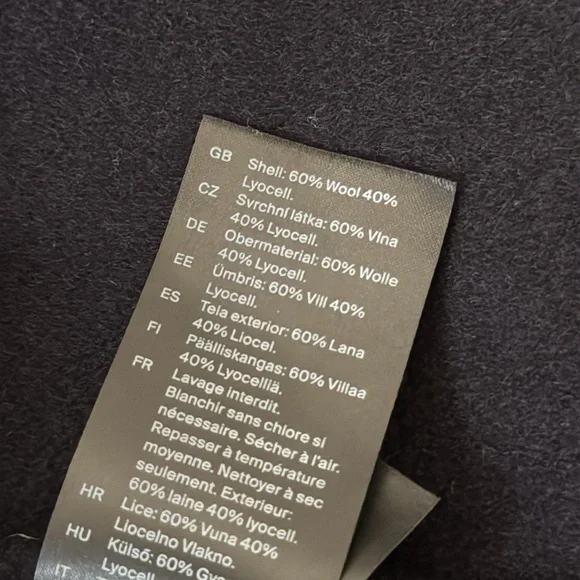 GB Shell: 60% Wool 40%
Lyocell.
CZ Svrchní látka: 60% Vlna
40% Lyocell.
DE Obermaterial: 60% Wolle
40% Lyocell.
EE Ümbris: 60% Vill 40%
Lyocell.
ES Tela exterior: 60% Lana
40% Liocel.
FI Päälliskangas: 60% Villaa
40% Lyocelliä.
FR Lavage interdit.
Blanchir sans chlore si
nécessaire. Sécher à l'air.
Repasser à température
moyenne. Nettoyer à sec
seulement. Exterieur:
60% laine 40% lyocell.
HR Lice: 60% Vuna 40%
Liocelno Vlakno.
HU Külső: 60% Gya
Lyocell.
IT